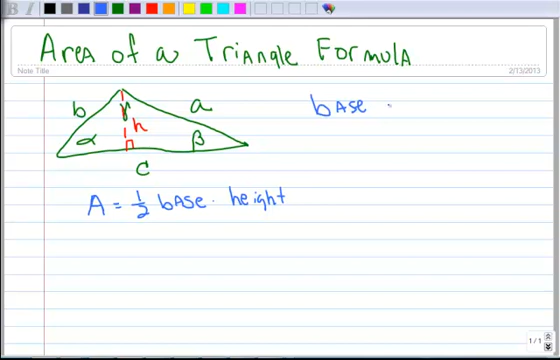 Area of a Triangle Formula
Note Title
2/13/2013
b
γ
a
base
h
α
β
c
A = 1/2 base · height
1/1